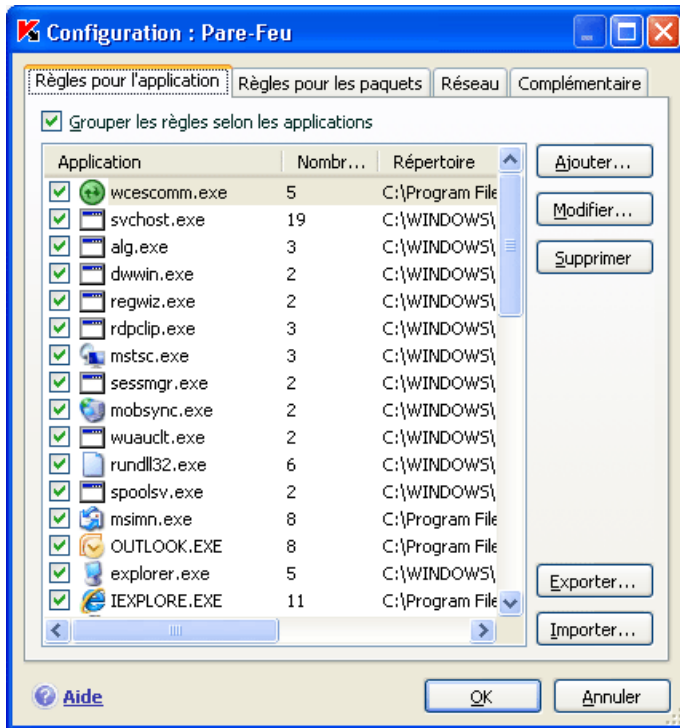 Configuration : Pare-Feu
Règles pour l'application Règles pour les paquets Réseau Complémentaire
Grouper les règles selon les applications
Application Nombr... Répertoire Ajouter...
wcescomm.exe 5 C:\Program File
svchost.exe 19 C:\WINDOWS\ Modifier...
alg.exe 3 C:\WINDOWS\ Supprimer
dwwin.exe 2 C:\WINDOWS\
regwiz.exe 2 C:\WINDOWS\
rdpclip.exe 3 C:\WINDOWS\
mstsc.exe 3 C:\WINDOWS\
sessmgr.exe 2 C:\WINDOWS\
mobsync.exe 2 C:\WINDOWS\
wuauclt.exe 2 C:\WINDOWS\
rundll32.exe 6 C:\WINDOWS\
spoolsv.exe 2 C:\WINDOWS\
msimn.exe 8 C:\Program File
OUTLOOK.EXE 8 C:\Program File
explorer.exe 5 C:\WINDOWS\ Exporter...
IEXPLORE.EXE 11 C:\Program File
Importer...
Aide OK Annuler